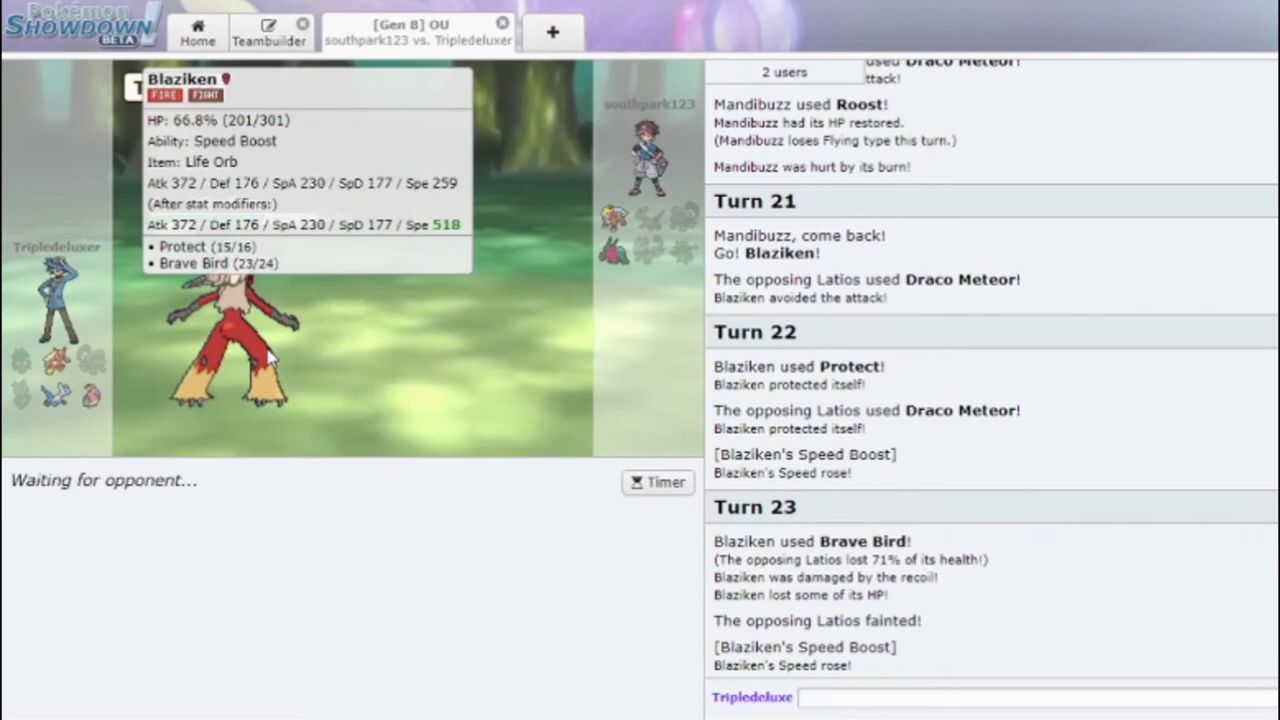 Pokémon
SHOWDOWN
BETA
Home
Teambuilder
[Gen 8] OU
southpark123 vs. Tripledeluxer
+
Blaziken
FIRE FIGHT
HP: 66.8% (201/301)
Ability: Speed Boost
Item: Life Orb
Atk 372 / Def 176 / SpA 230 / SpD 177 / Spe 259
(After stat modifiers:)
Atk 372 / Def 176 / SpA 230 / SpD 177 / Spe 518
• Protect (15/16)
• Brave Bird (23/24)
T
Tripledeluxer
southpark123
Waiting for opponent...
Timer
2 users
used Draco Meteor!
ttack!
Mandibuzz used Roost!
Mandibuzz had its HP restored.
(Mandibuzz loses Flying type this turn.)
Mandibuzz was hurt by its burn!
Turn 21
Mandibuzz, come back!
Go! Blaziken!
The opposing Latios used Draco Meteor!
Blaziken avoided the attack!
Turn 22
Blaziken used Protect!
Blaziken protected itself!
The opposing Latios used Draco Meteor!
Blaziken protected itself!
[Blaziken's Speed Boost]
Blaziken's Speed rose!
Turn 23
Blaziken used Brave Bird!
(The opposing Latios lost 71% of its health!)
Blaziken was damaged by the recoil!
Blaziken lost some of its HP!
The opposing Latios fainted!
[Blaziken's Speed Boost]
Blaziken's Speed rose!
Tripledeluxe